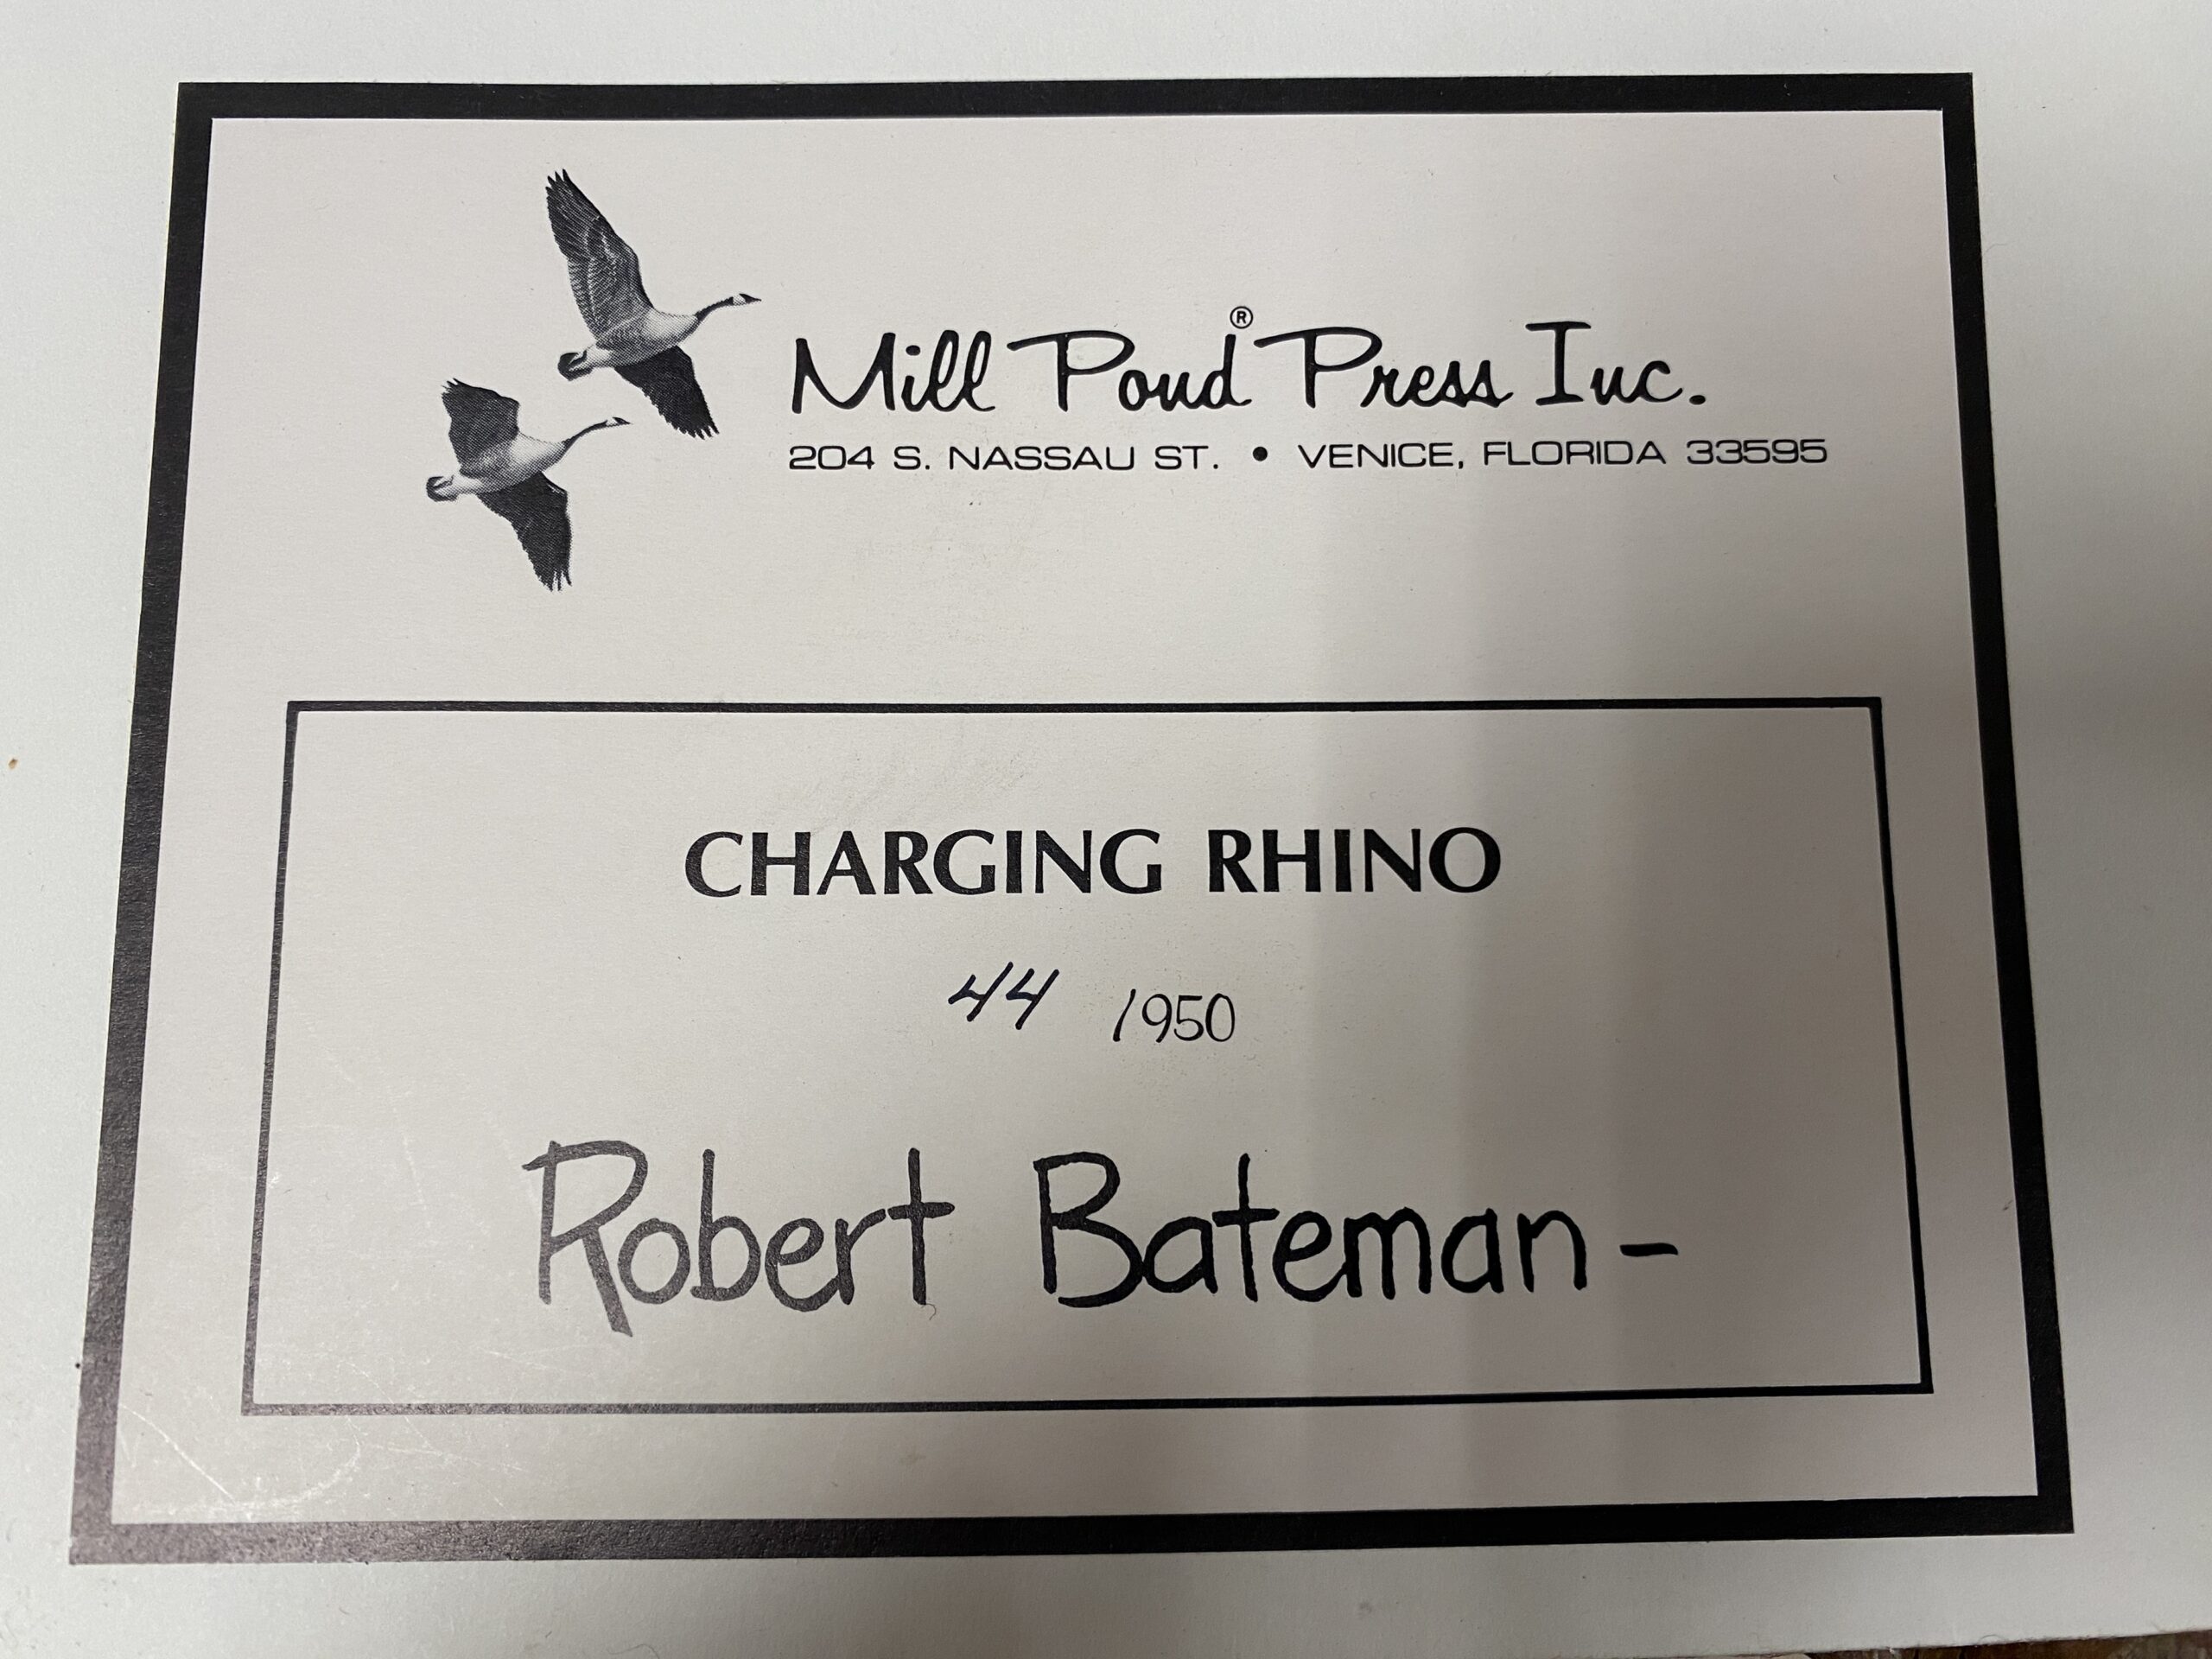 Mill Pond® Press Inc.
204 S. NASSAU ST. • VENICE, FLORIDA 33595
CHARGING RHINO
44 /950
Robert Bateman -